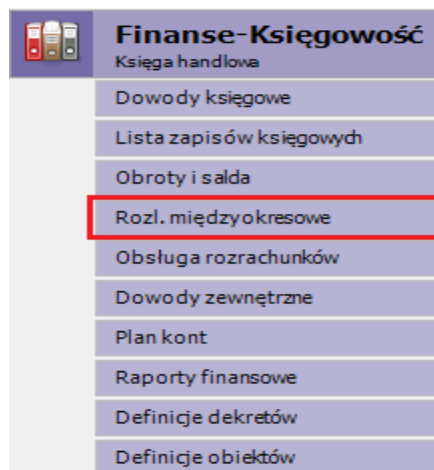 Finanse-Księgowość
Księga handlowa
Dowody księgowe
Lista zapisów księgowych
Obroty i salda
Rozl. międzyokresowe
Obsługa rozrachunków
Dowody zewnętrzne
Plan kont
Raporty finansowe
Definicje dekretów
Definicje obiektów